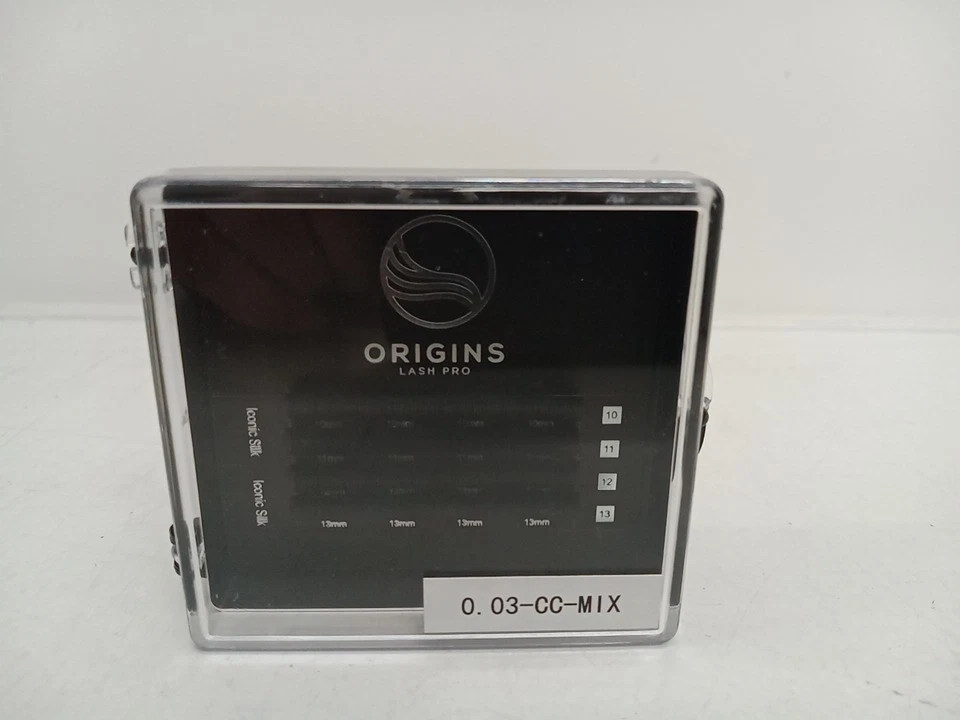 ORIGINS
LASH PRO
Iconic Silk
Iconic Silk
10
11
12
13
13mm 13mm 13mm 13mm
0.03-CC-MIX